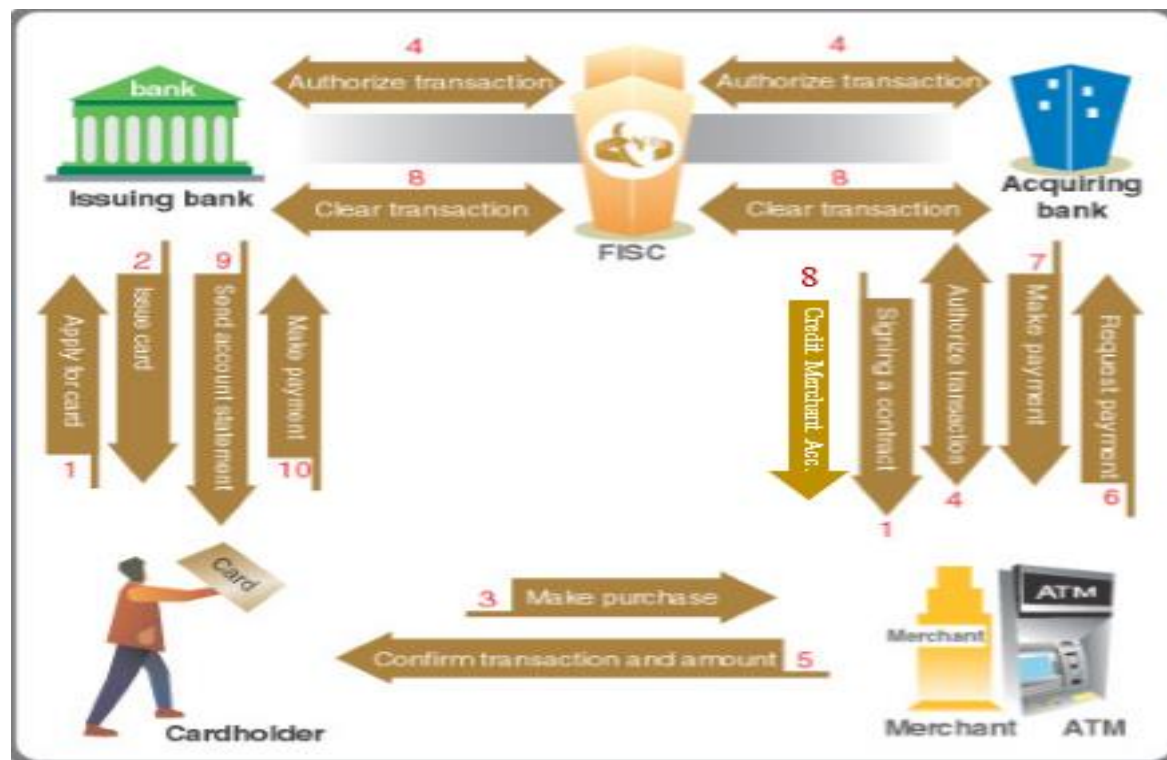 4
Authorize transaction
4
Authorize transaction
bank
Issuing bank
8
Clear transaction
FISC
8
Clear transaction
Acquiring
bank
1
Apply for card
2
Issue card
9
Send account statement
10
Make payment
8
Credit Merchant Acc.
1
Signing a contract
4
Authorize transaction
7
Make payment
6
Request payment
Card
Cardholder
3
Make purchase
Confirm transaction and amount
5
Merchant
Merchant
ATM
ATM